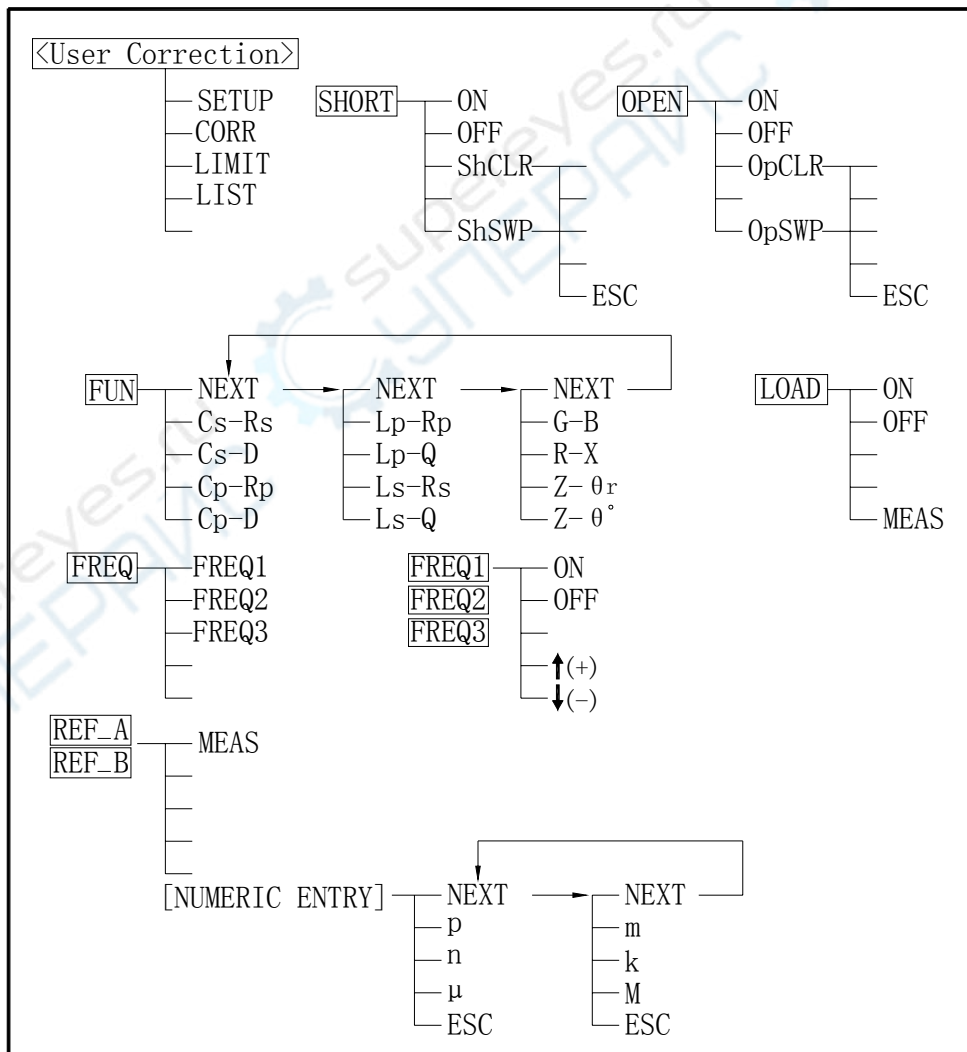 <User Correction>
SETUP
CORR
LIMIT
LIST
SHORT
ON
OFF
ShCLR
ShSWP
ESC
OPEN
ON
OFF
OpCLR
OpSWP
ESC
FUN
NEXT
Cs-Rs
Cs-D
Cp-Rp
Cp-D
NEXT
Lp-Rp
Lp-Q
Ls-Rs
Ls-Q
NEXT
G-B
R-X
Z-θr
Z-θ°
LOAD
ON
OFF
MEAS
FREQ
FREQ1
FREQ2
FREQ3
FREQ1
FREQ2
FREQ3
ON
OFF
↑(+)
↓(-)
REF_A
REF_B
MEAS
[NUMERIC ENTRY]
NEXT
p
n
μ
ESC
NEXT
m
k
M
ESC
supereyes.ru
СУПЕРАЙС